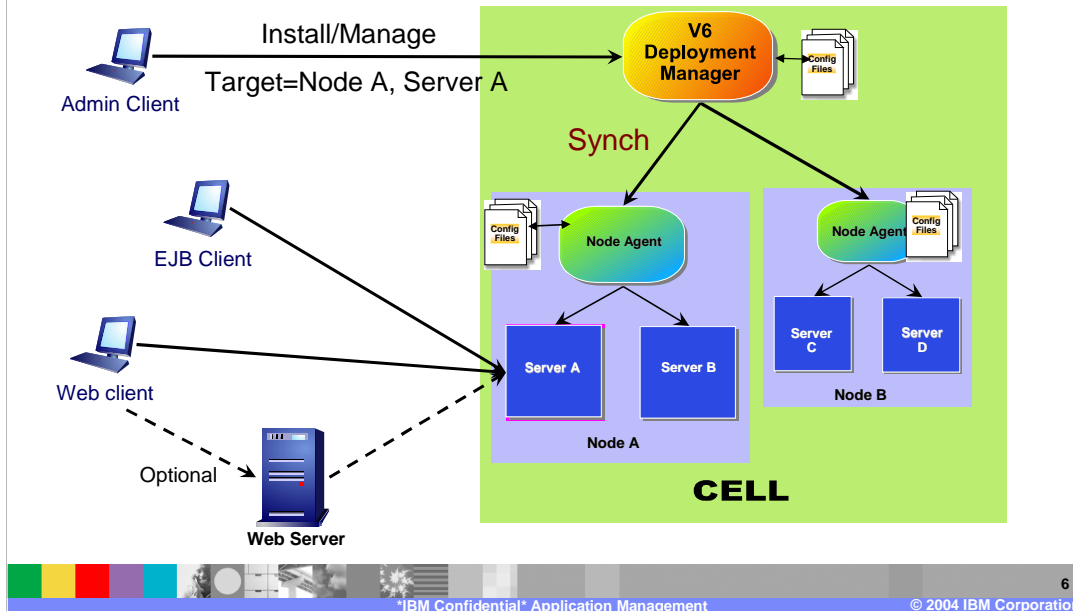 Install/Manage
Target=Node A, Server A
Admin Client
V6
Deployment
Manager
Config
Files
Synch
EJB Client
Config
Files
Node Agent
Node Agent
Config
Files
Web client
Server A
Server B
Server
C
Server
D
Node B
Node A
Optional
CELL
Web Server
6
*IBM Confidential* Application Management
© 2004 IBM Corporatio